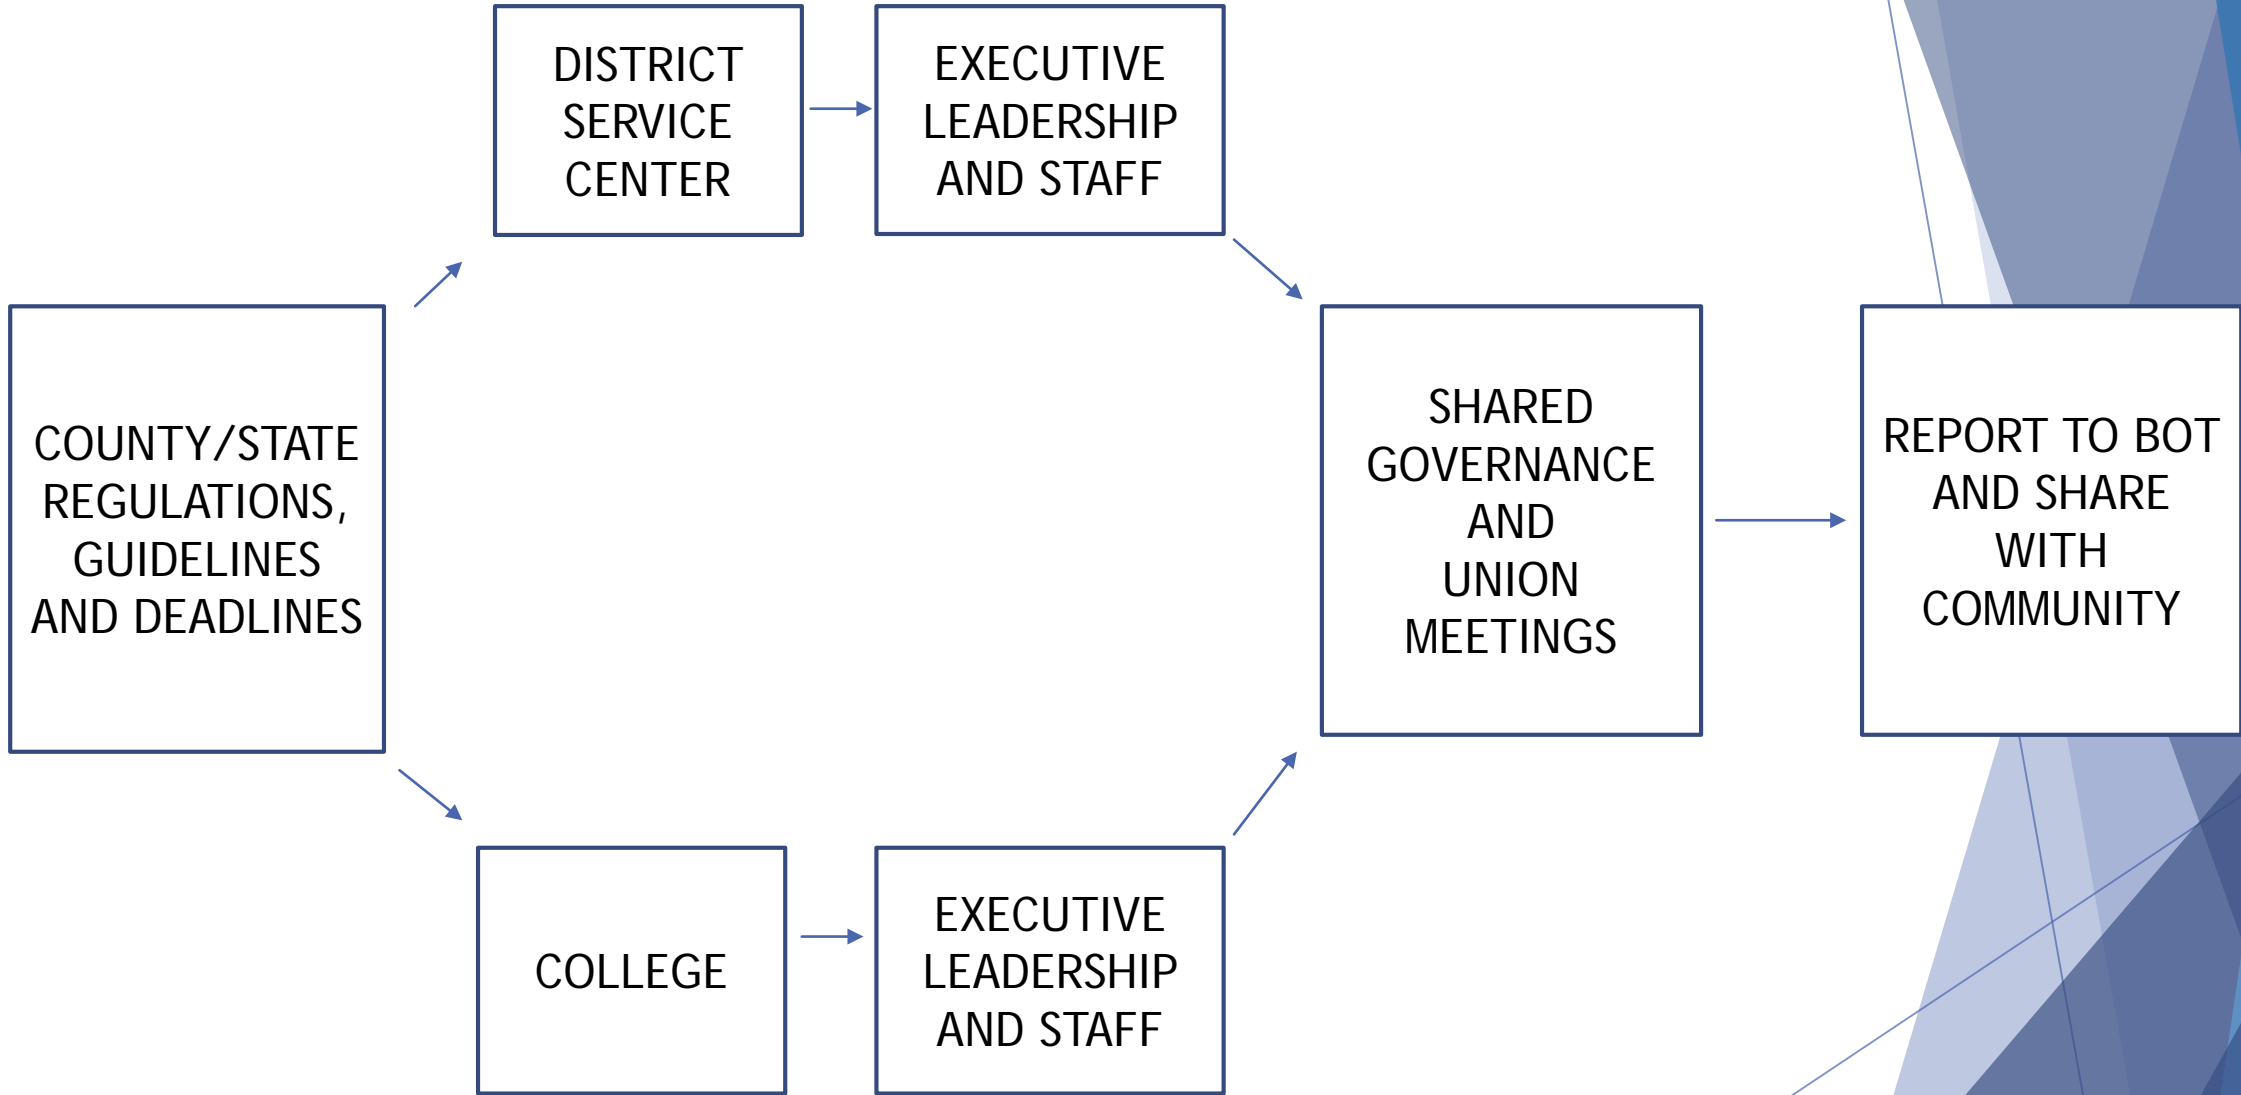 DISTRICT
SERVICE
CENTER
EXECUTIVE
LEADERSHIP
AND STAFF
COUNTY/STATE
REGULATIONS,
GUIDELINES
AND DEADLINES
SHARED
GOVERNANCE
AND
UNION
MEETINGS
REPORT TO BOT
AND SHARE
WITH
COMMUNITY
COLLEGE
EXECUTIVE
LEADERSHIP
AND STAFF